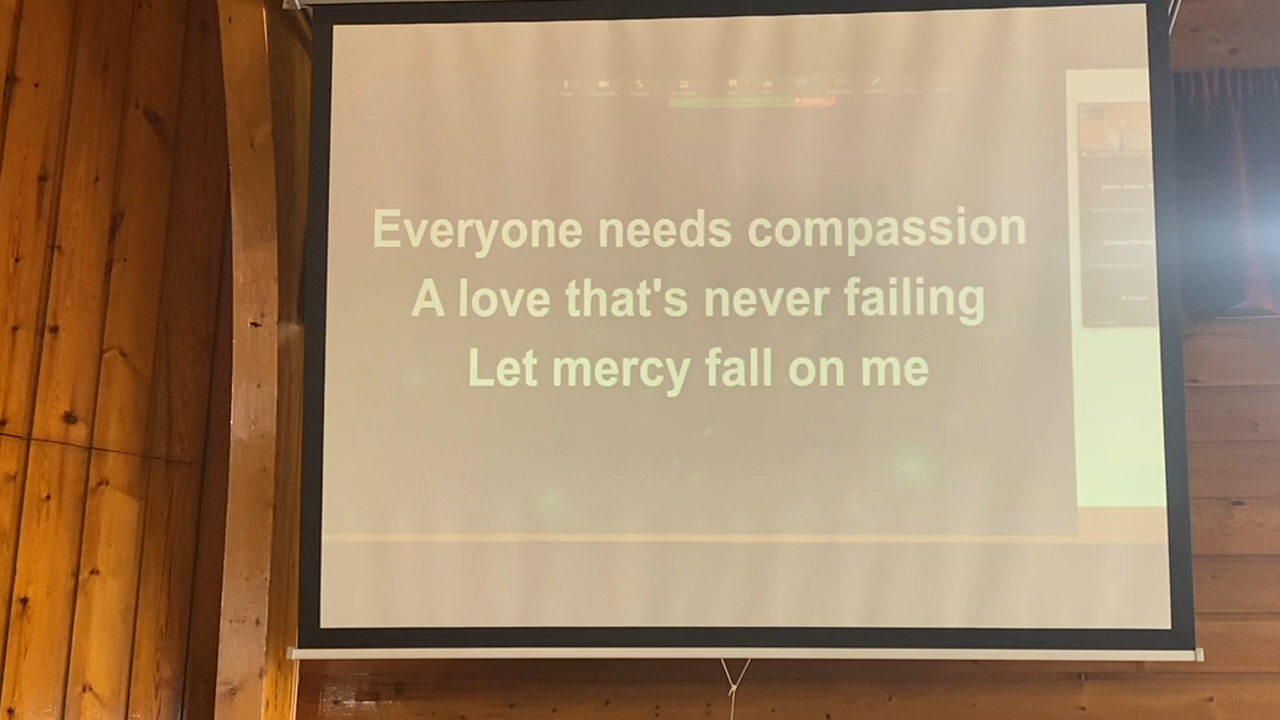 Everyone needs compassion
A love that's never failing
Let mercy fall on me